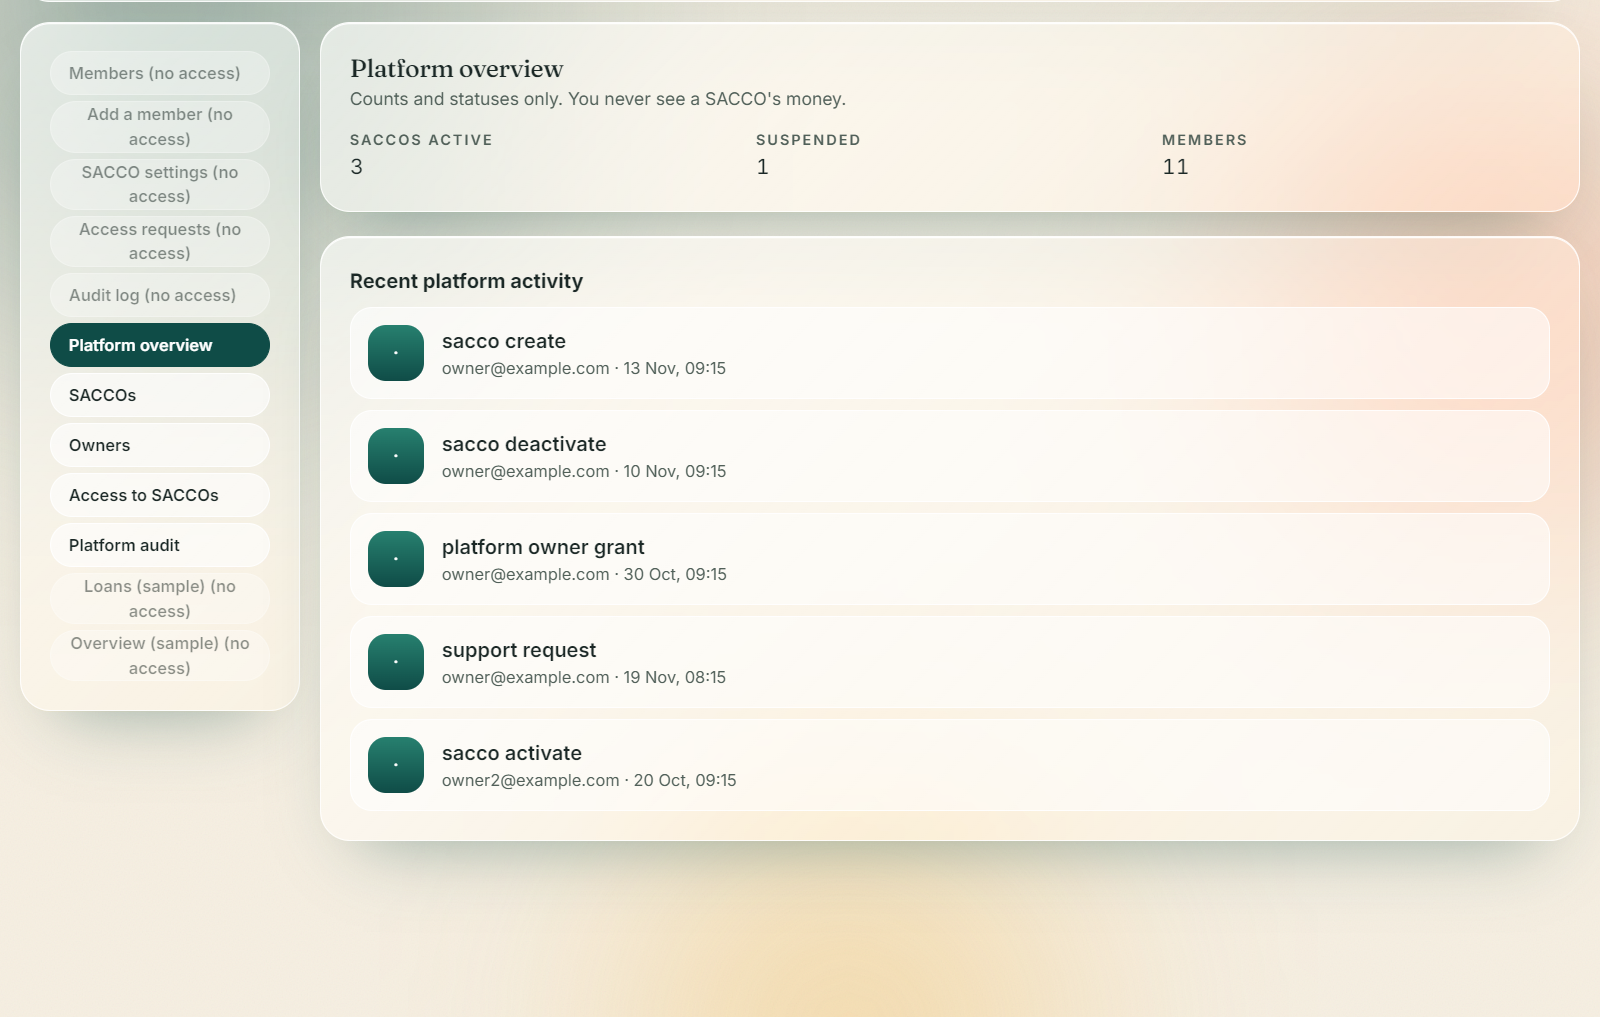 Members (no access)
Add a member (no
access)
SACCO settings (no
access)
Access requests (no
access)
Audit log (no access)
Platform overview
SACCOs
Owners
Access to SACCOs
Platform audit
Loans (sample) (no
access)
Overview (sample) (no
access)
Platform overview
Counts and statuses only. You never see a SACCO's money.
SACCOS ACTIVE
3
SUSPENDED
1
MEMBERS
11
Recent platform activity
sacco create
owner@example.com · 13 Nov, 09:15
sacco deactivate
owner@example.com · 10 Nov, 09:15
platform owner grant
owner@example.com · 30 Oct, 09:15
support request
owner@example.com · 19 Nov, 08:15
sacco activate
owner2@example.com · 20 Oct, 09:15